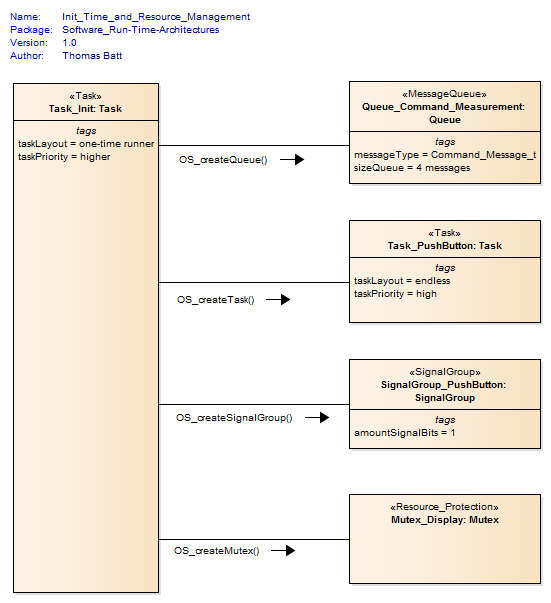 Name: Init_Time_and_Resource_Management
Package: Software_Run-Time-Architectures
Version: 1.0
Author: Thomas Batt
«Task»
Task_Init: Task
tags
taskLayout = one-time runner
taskPriority = higher
OS_createQueue()
«MessageQueue»
Queue_Command_Measurement:
Queue
tags
messageType = Command_Message_t
sizeQueue = 4 messages
OS_createTask()
«Task»
Task_PushButton: Task
tags
taskLayout = endless
taskPriority = high
OS_createSignalGroup()
«SignalGroup»
SignalGroup_PushButton:
SignalGroup
tags
amountSignalBits = 1
OS_createMutex()
«Resource_Protection»
Mutex_Display: Mutex